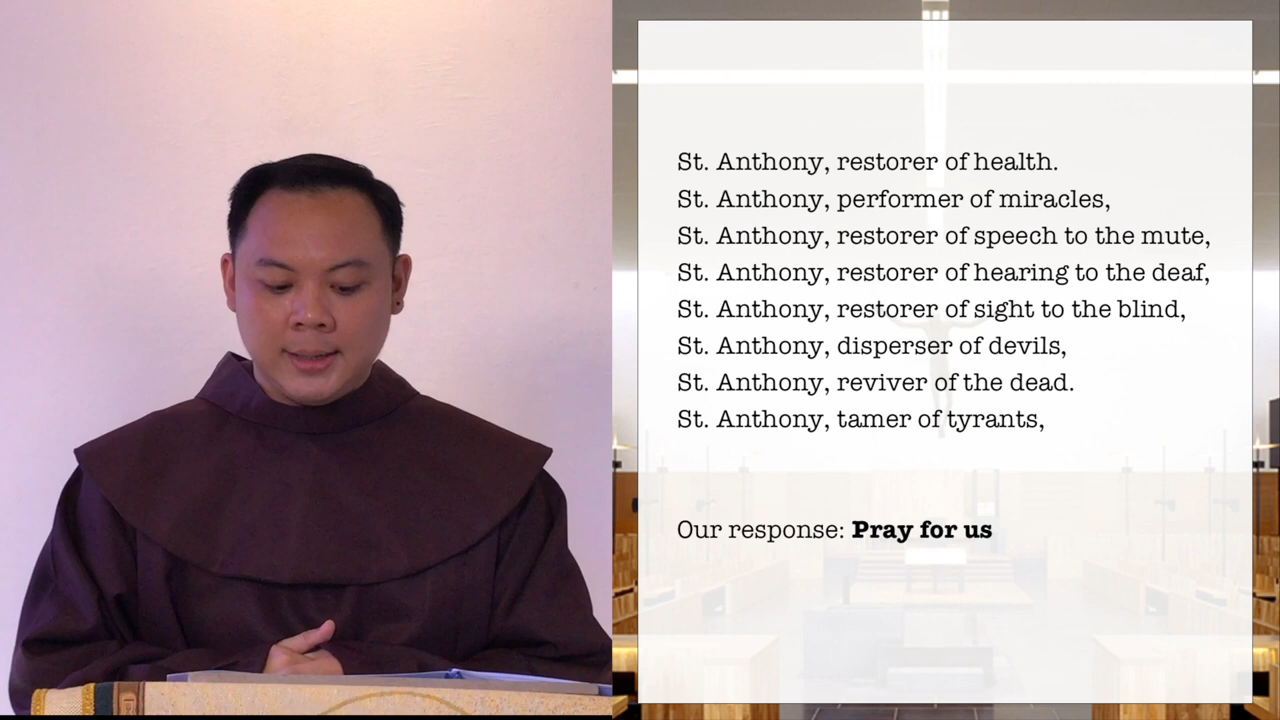 St. Anthony, restorer of health.
St. Anthony, performer of miracles,
St. Anthony, restorer of speech to the mute,
St. Anthony, restorer of hearing to the deaf,
St. Anthony, restorer of sight to the blind,
St. Anthony, disperser of devils,
St. Anthony, reviver of the dead.
St. Anthony, tamer of tyrants,
Our response: Pray for us